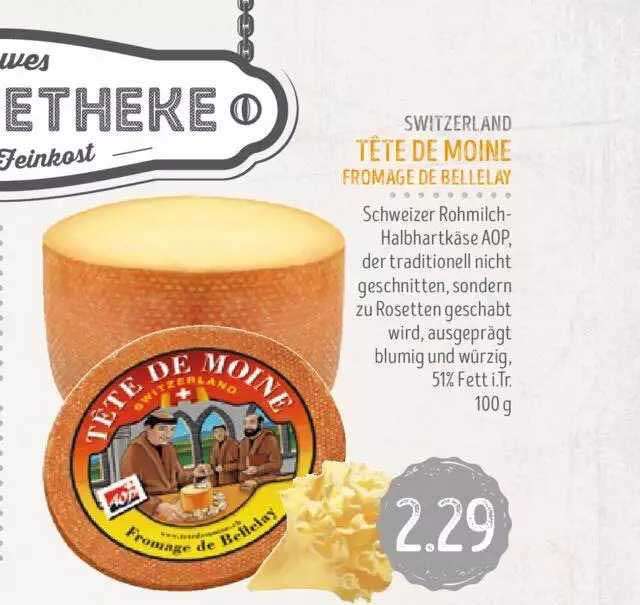 ETHEKE
Feinkost
SWITZERLAND
TÊTE DE MOINE
FROMAGE DE BELLELAY
Schweizer Rohmilch-
Halbhartkäse AOP,
der traditionell nicht
geschnitten, sondern
zu Rosetten geschabt
wird, ausgeprägt
blumig und würzig,
51% Fett i.Tr.
100 g
TÊTE DE MOINE
SWITZERLAND
AOP
Fromage de Bellelay
2.29